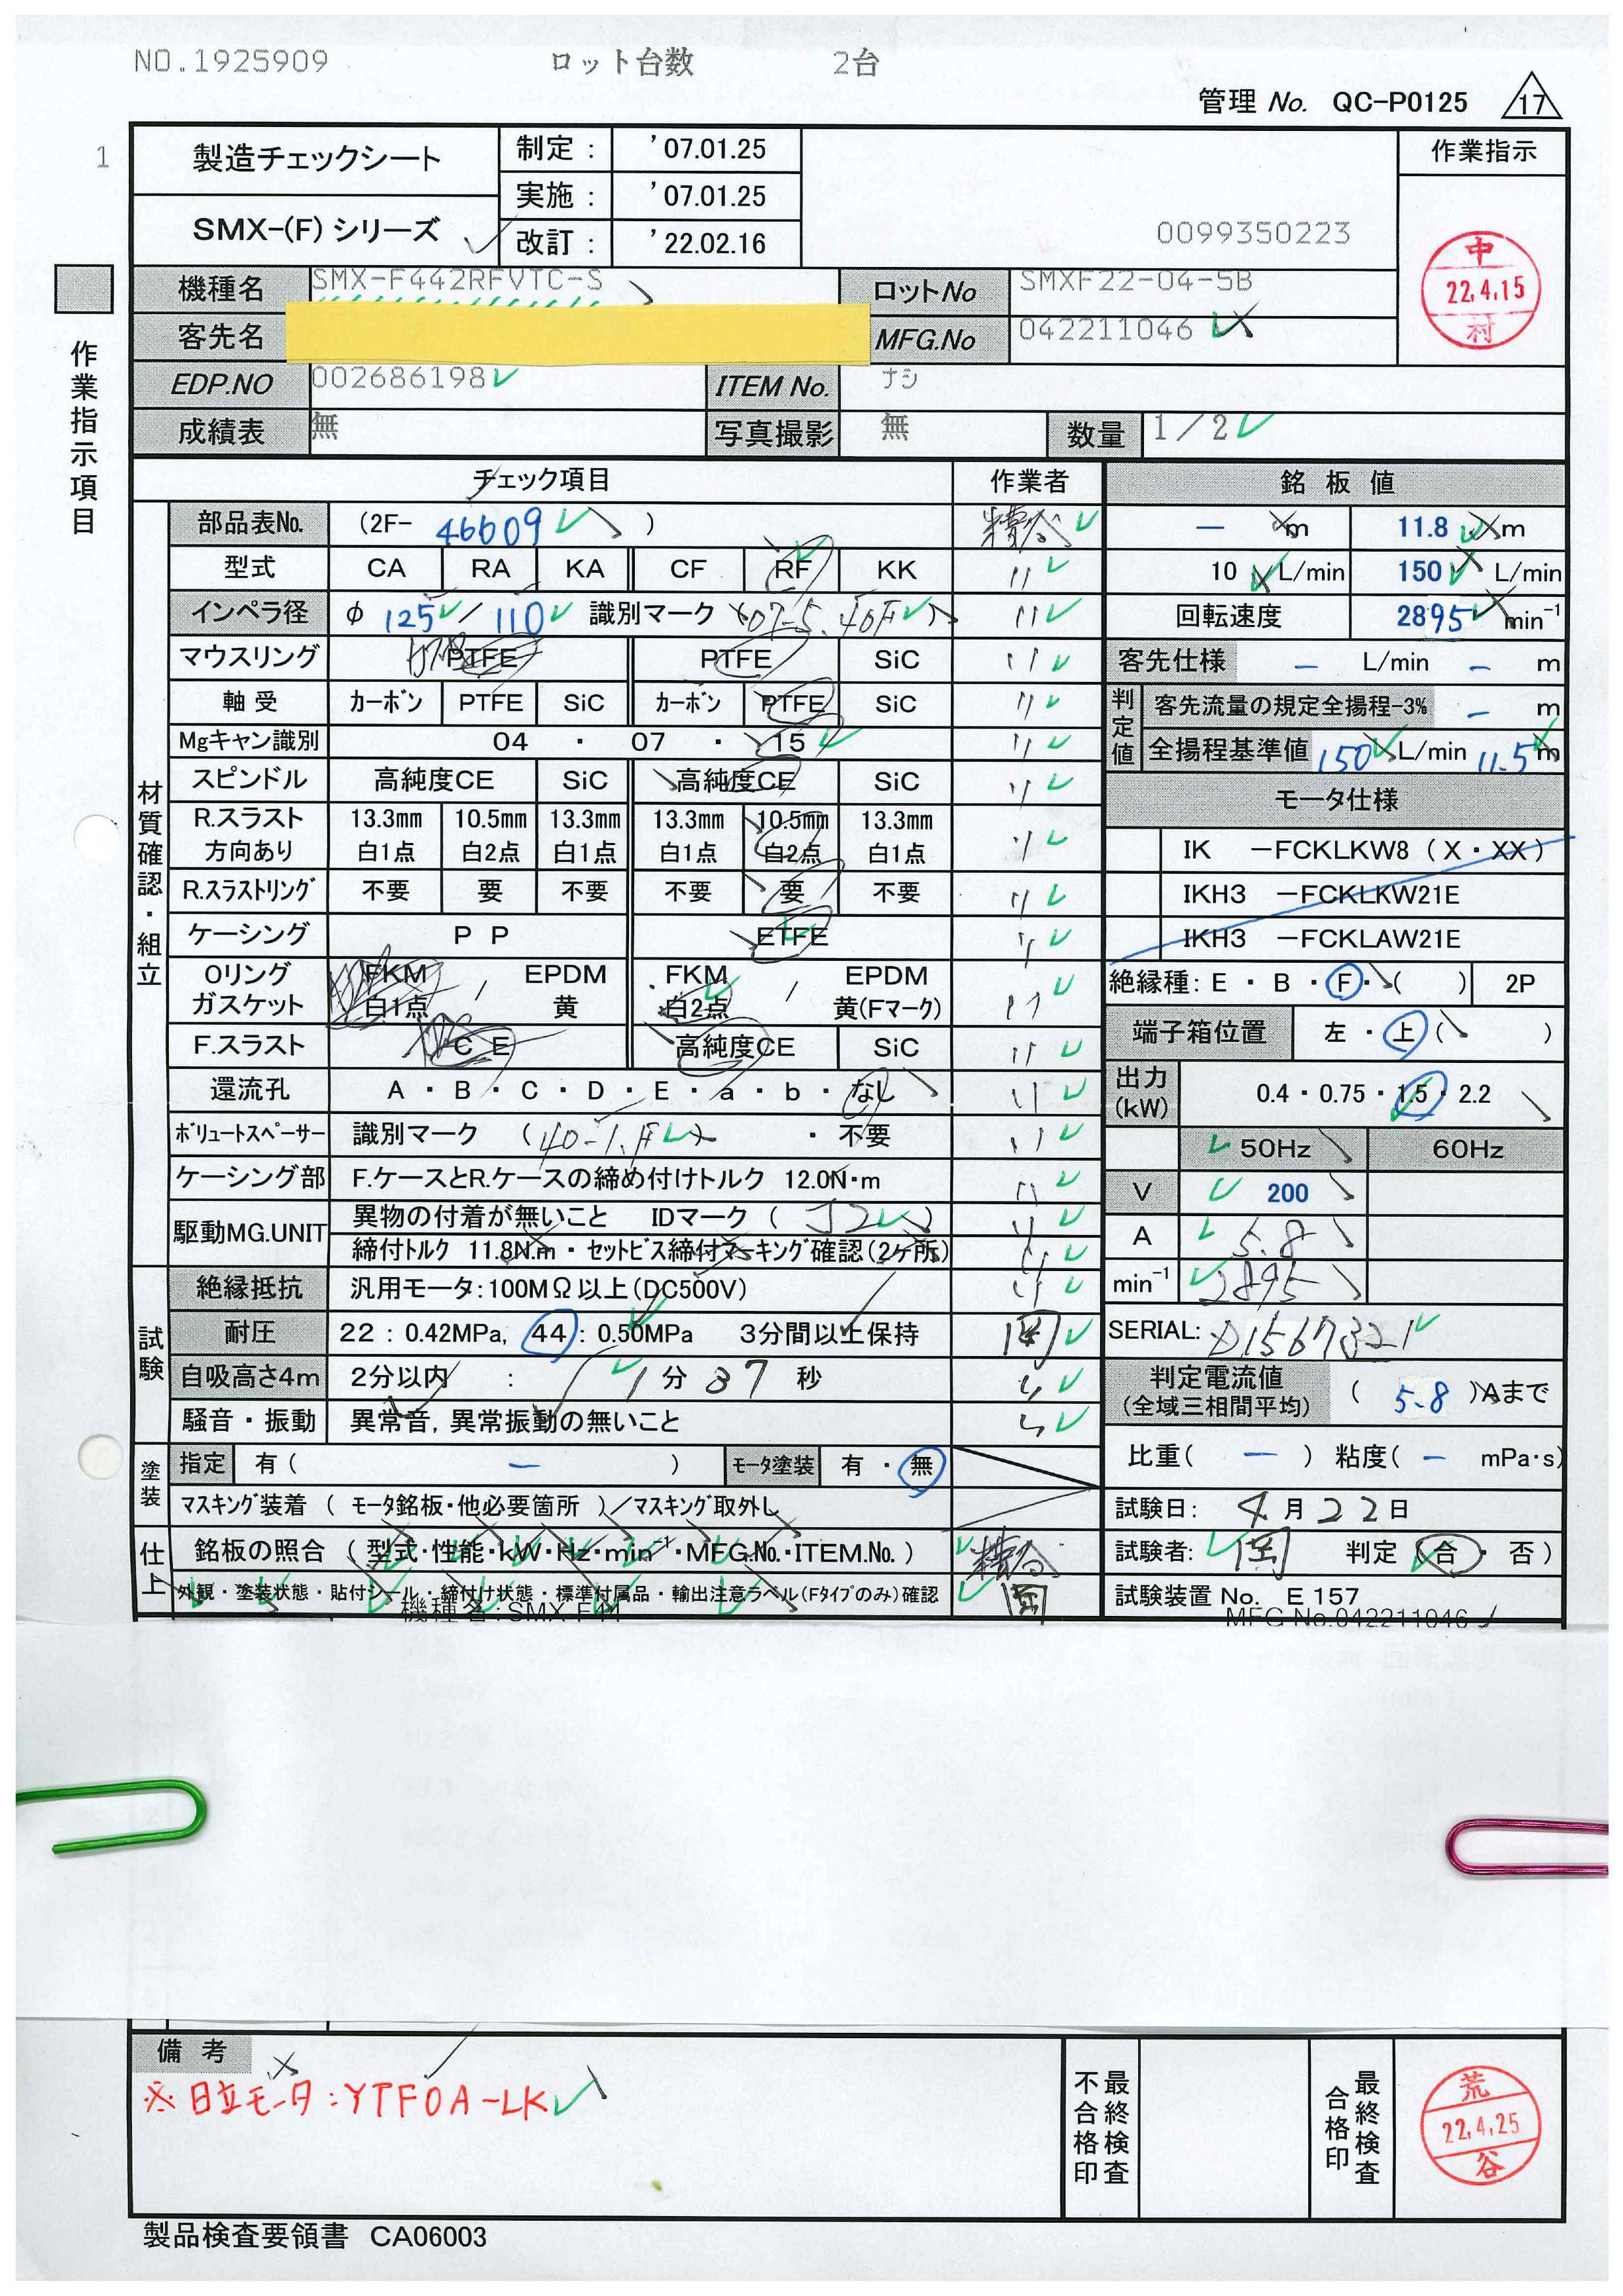 NO.1925909 ロット台数 2台
管理 No. QC-P0125 17
1
製造チェックシート 制定： ’07.01.25 作業指示
実施： ’07.01.25
SMX-(F) シリーズ 改訂： ’22.02.16 0099350223
中 22.4.15 村
作業指示項目
機種名 SMX-F442RFVTC-S ロットNo SMXF22-04-5B
客先名 MFG.No 042211046
EDP.NO 002686198 ITEM No. ナシ
成績表 無 写真撮影 無 数量 1/2
チェック項目 作業者 銘板値
材質確認・組立
部品表No. (2F- 46609 )
型式 CA RA KA CF RF KK 〃
インペラ径 φ 125 / 110 識別マーク (07-5.40F) 〃
マウスリング PTFE PTFE SiC 〃
軸受 カーボン PTFE SiC カーボン PTFE SiC 〃
Mgキャン識別 04 ・ 07 ・ 15 〃
スピンドル 高純度CE SiC 高純度CE 〃
R.スラスト 13.3mm 10.5mm 13.3mm 13.3mm 10.5mm 13.3mm
方向あり 白1点 白2点 白1点 白1点 白2点 白1点 〃
R.スラストリング 不要 要 不要 不要 要 不要 〃
ケーシング P P ETFE 〃
Oリング FKM / EPDM FKM / EPDM
ガスケット 白1点 黄 白2点 黄(Fマーク) 〃
F.スラスト C E 高純度CE SiC 〃
還流孔 A・B・C・D・E・a・b・なし 〃
ボリュートスペーサー 識別マーク (40-1.F) ・ 不要 〃
ケーシング部 F.ケースとR.ケースの締め付けトルク 12.0N・m 〃
駆動MG.UNIT 異物の付着が無いこと IDマーク ( J2 ) 〃
締付トルク 11.8N.m・セットビス締付マーキング確認(2ケ所) 〃
試験
絶縁抵抗 汎用モータ:100MΩ以上(DC500V) 〃
耐圧 22 : 0.42MPa, 44 : 0.50MPa 3分間以上保持
自吸高さ4m 2分以内 : 1 分 37 秒 〃
騒音・振動 異常音, 異常振動の無いこと 〃
塗装
指定 有 ( — ) モータ塗装 有 ・ 無
マスキング装着 ( モータ銘板・他必要箇所 )／マスキング取外し
仕上
銘板の照合 ( 型式・性能・kW・Hz・min⁻¹・MFG.No.・ITEM.No. )
外観・塗装状態・貼付シール・締付け状態・標準付属品・輸出注意ラベル(Fタイプのみ)確認
— m 11.8 m
10 L/min 150 L/min
回転速度 2895 min⁻¹
客先仕様 — L/min — m
判定値 客先流量の規定全揚程-3% — m
全揚程基準値 150 L/min 11.5 m
モータ仕様
IK －FCKLKW8 ( X・XX )
IKH3 －FCKLKW21E
IKH3 －FCKLAW21E
絶縁種: E ・ B ・ F ・ ( ) 2P
端子箱位置 左 ・ 上 ( )
出力(kW) 0.4・0.75・1.5・2.2
50Hz 60Hz
V 200
A 5.8
min⁻¹ 2895
SERIAL: D1567321
判定電流値 (全域三相間平均) ( 5.8 )Aまで
比重( — ) 粘度( — mPa・s)
試験日: 4月22日
試験者: 判定 ( 合 ・ 否 )
試験装置 No. E 157
機種名:SMX-F44 MFG No.042211046
備考
※日立モータ:YTFOA-LK
最終検査不合格印 最終検査合格印
荒 22.4.25 谷
製品検査要領書 CA06003